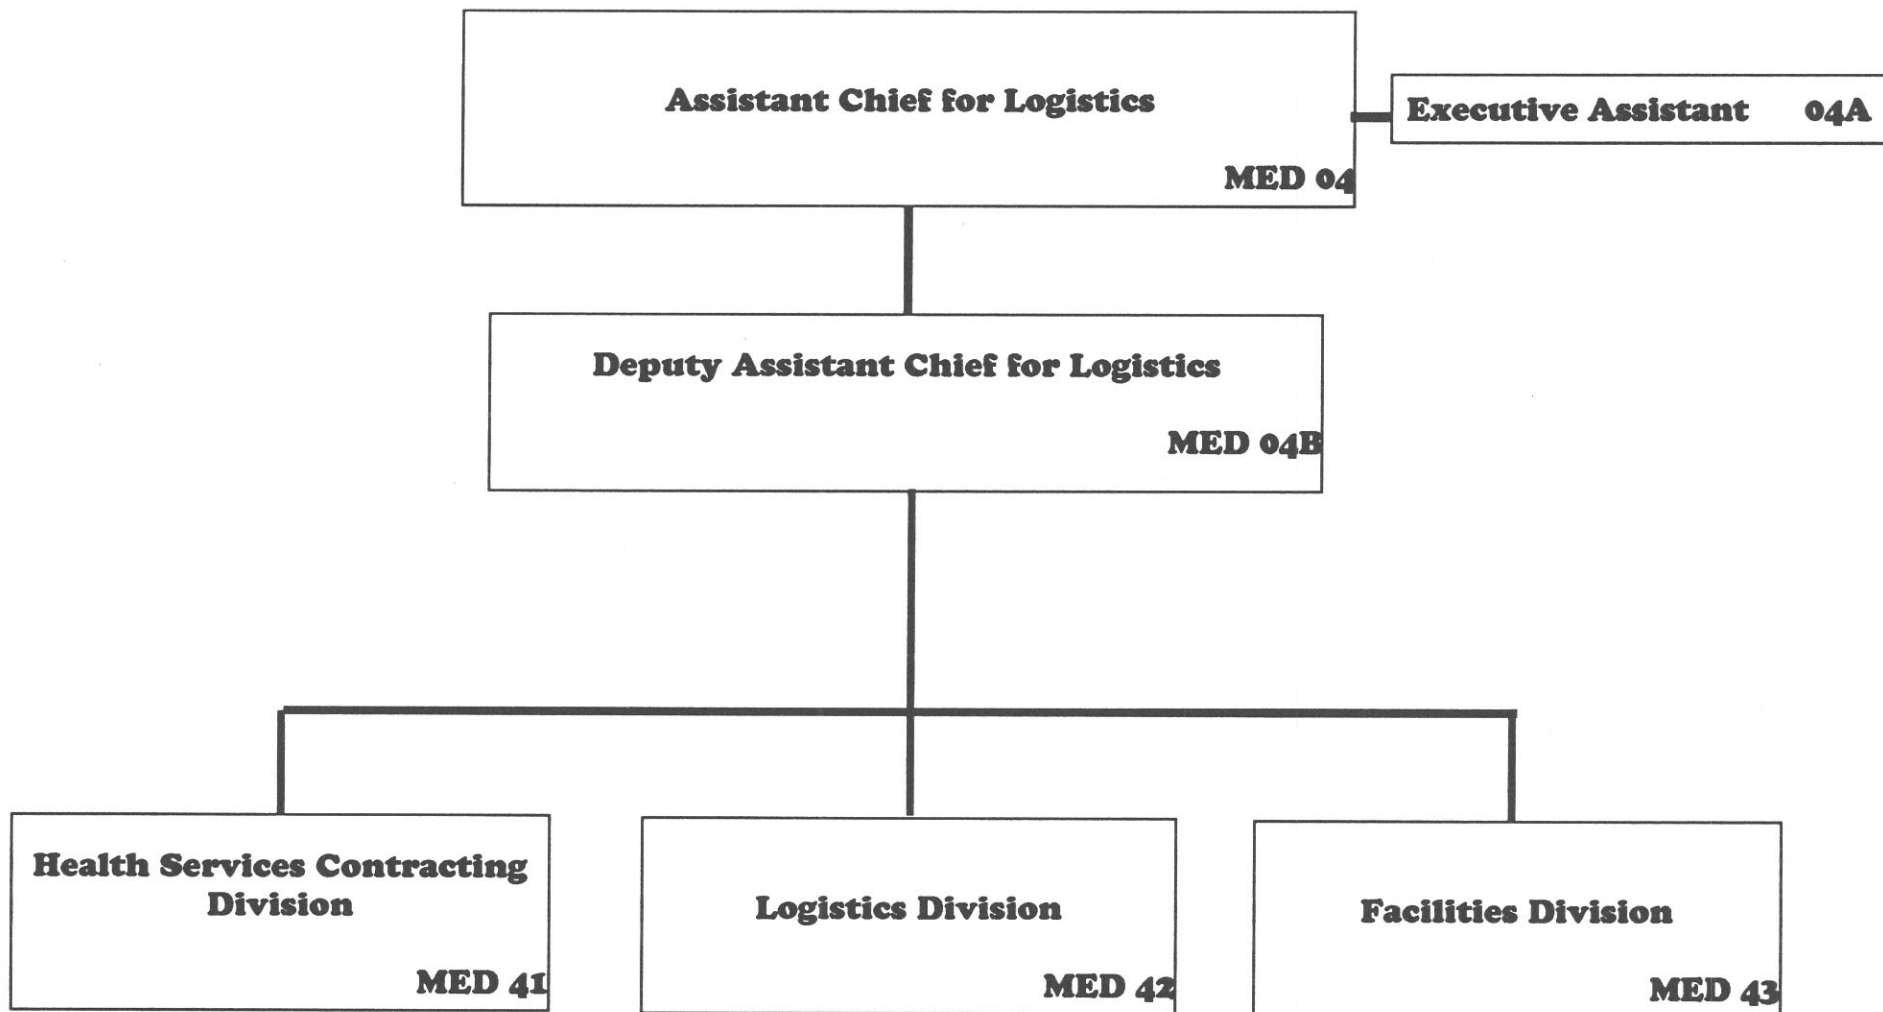 Assistant Chief for Logistics
MED 04
Executive Assistant 04A
Deputy Assistant Chief for Logistics
MED 04B
Health Services Contracting
Division
MED 41
Logistics Division
MED 42
Facilities Division
MED 43